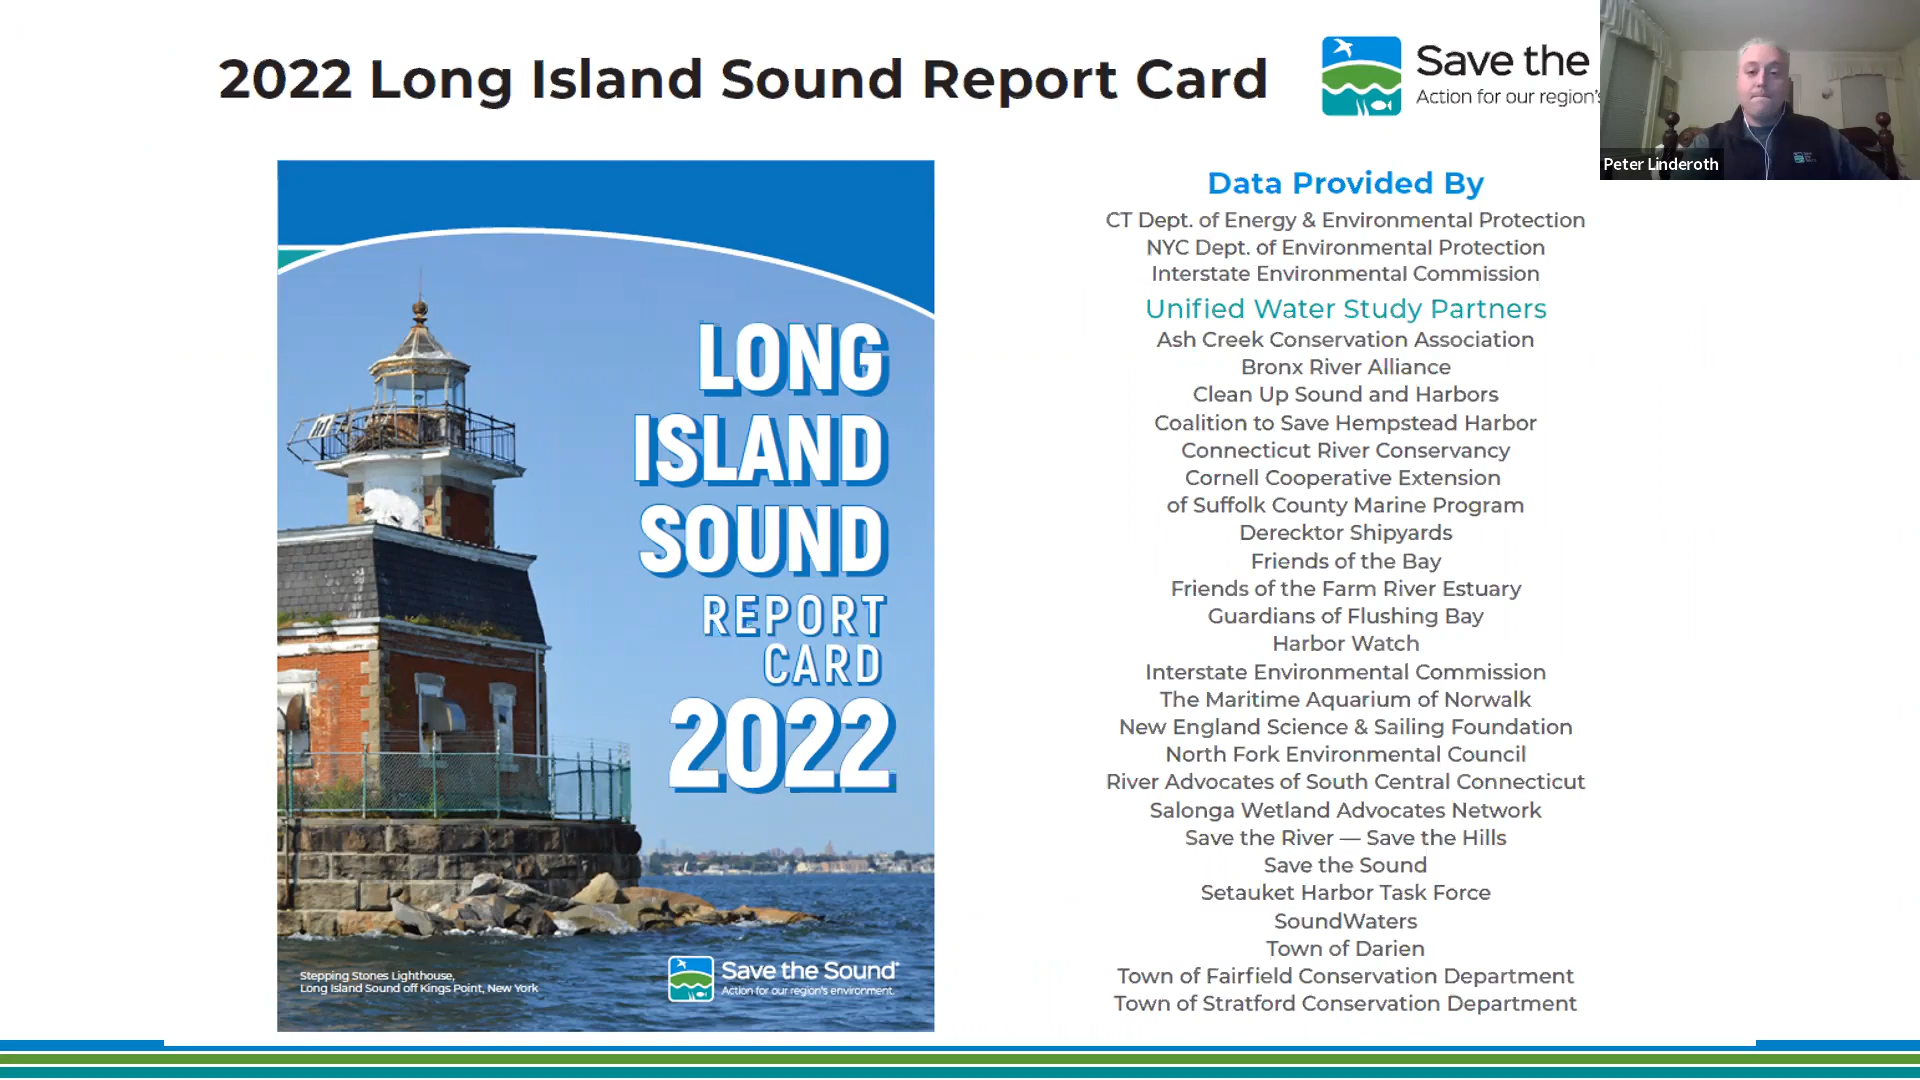 2022 Long Island Sound Report Card
Save the
Action for our region's
Peter Linderoth
LONG
ISLAND
SOUND
REPORT
CARD
2022
Stepping Stones Lighthouse,
Long Island Sound off Kings Point, New York
Save the Sound®
Action for our region's environment.
Data Provided By
CT Dept. of Energy & Environmental Protection
NYC Dept. of Environmental Protection
Interstate Environmental Commission
Unified Water Study Partners
Ash Creek Conservation Association
Bronx River Alliance
Clean Up Sound and Harbors
Coalition to Save Hempstead Harbor
Connecticut River Conservancy
Cornell Cooperative Extension
of Suffolk County Marine Program
Derecktor Shipyards
Friends of the Bay
Friends of the Farm River Estuary
Guardians of Flushing Bay
Harbor Watch
Interstate Environmental Commission
The Maritime Aquarium of Norwalk
New England Science & Sailing Foundation
North Fork Environmental Council
River Advocates of South Central Connecticut
Salonga Wetland Advocates Network
Save the River — Save the Hills
Save the Sound
Setauket Harbor Task Force
SoundWaters
Town of Darien
Town of Fairfield Conservation Department
Town of Stratford Conservation Department